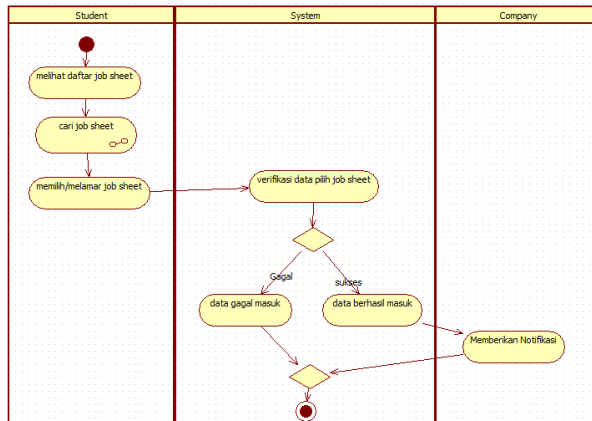 Student
System
Company
melihat daftar job sheet
cari job sheet
memilih/melamar job sheet
verifikasi data pilih job sheet
Gagal
sukses
data gagal masuk
data berhasil masuk
Memberikan Notifikasi